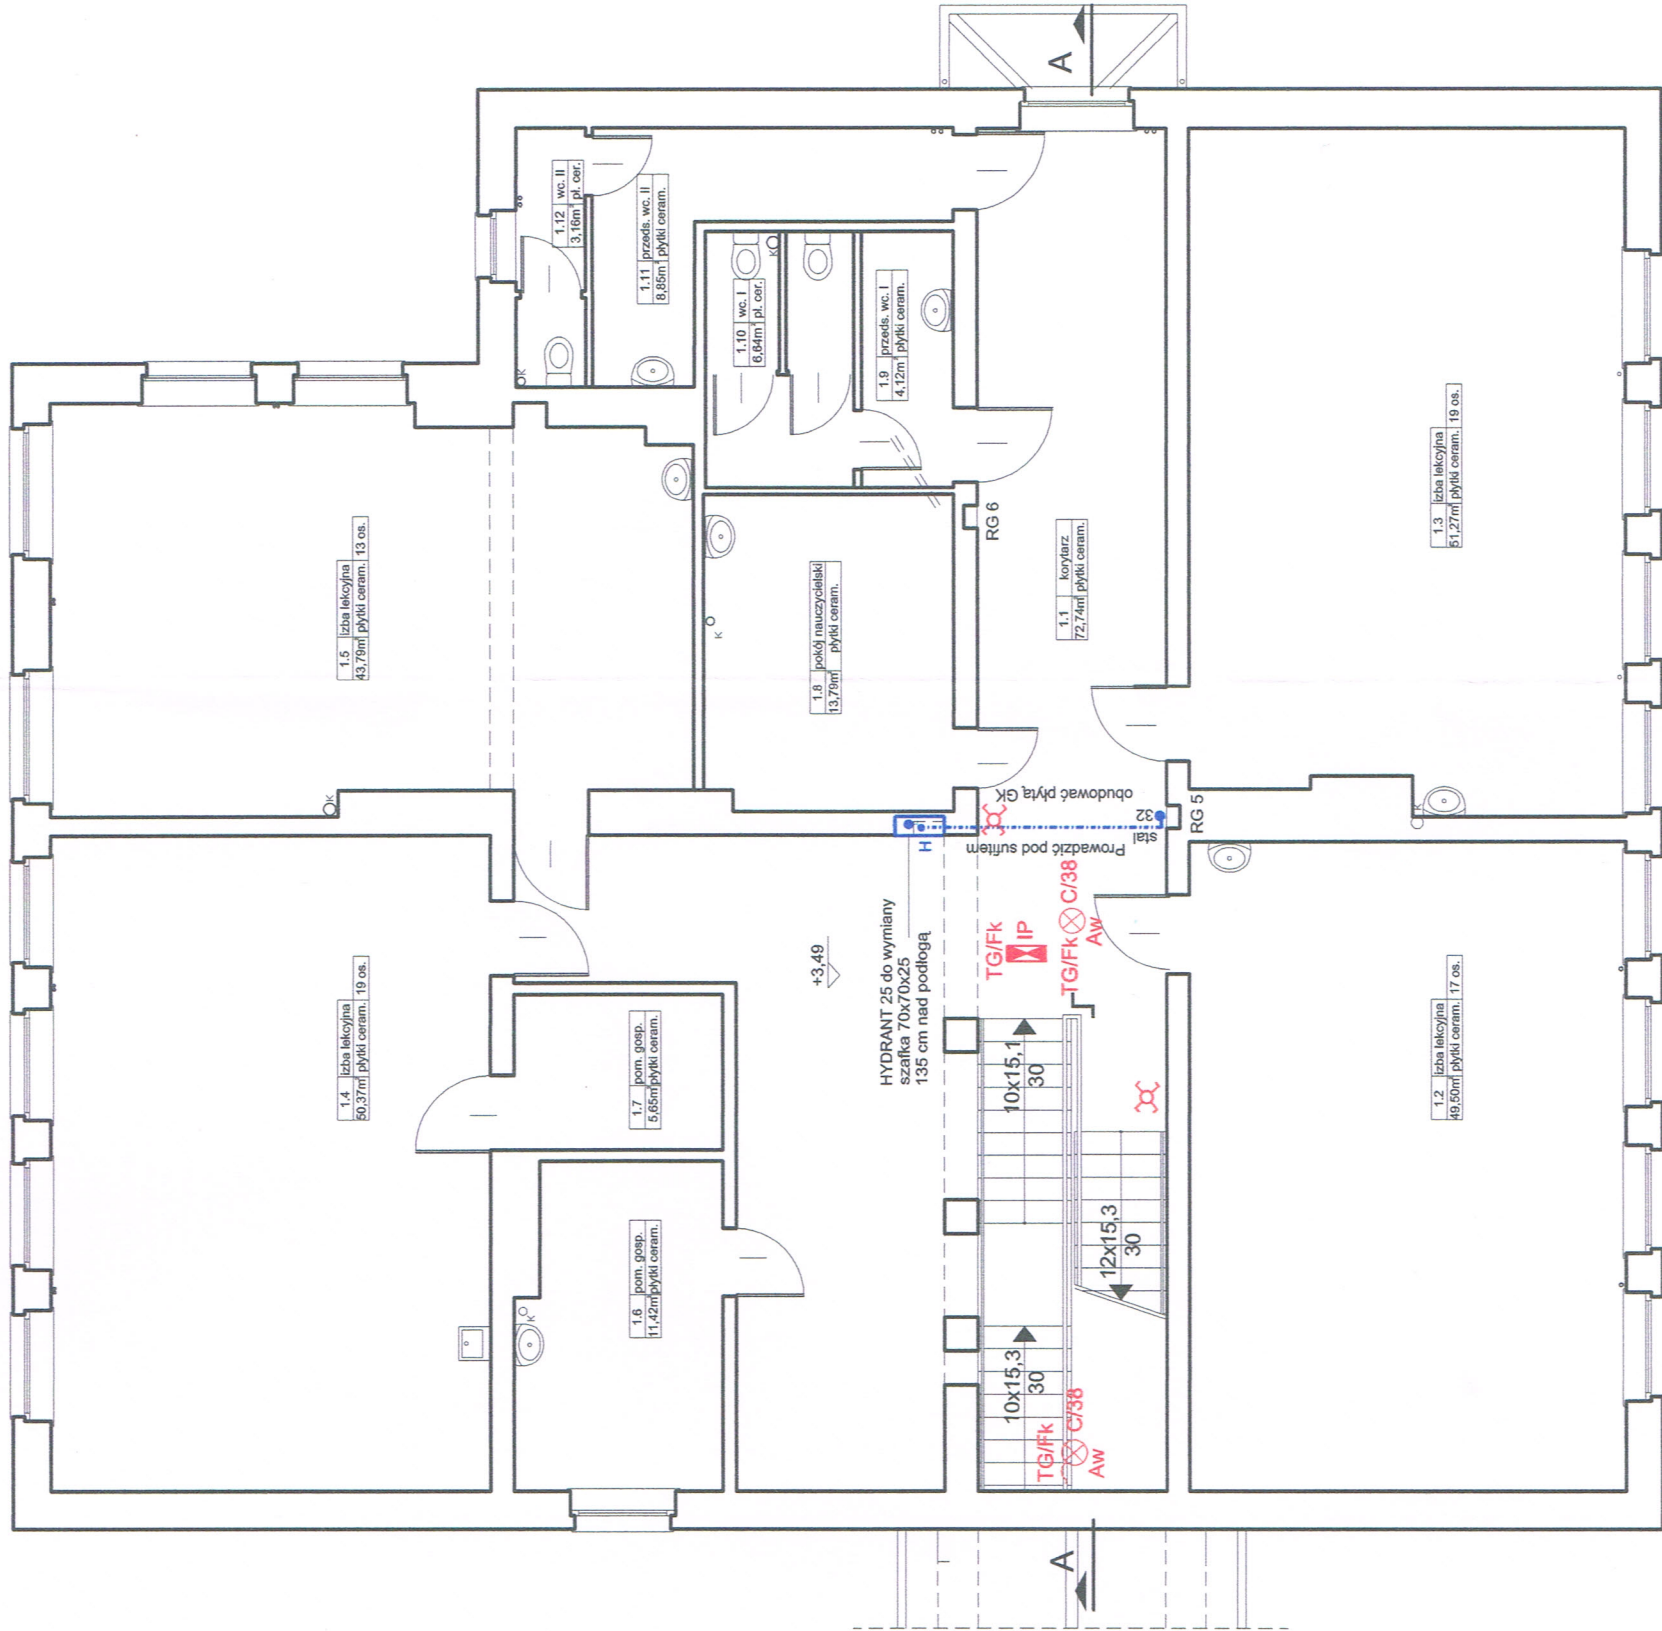 1.12 wc. II
3,16m² pł. cer.
1.11 przeds. wc. II
8,85m² płytki ceram.
1.10 wc. I
6,64m² pł. cer.
1.9 przeds. wc. I
4,12m² płytki ceram.
1.5 izba lekcyjna
43,79m² płytki ceram. 13 os.
1.8 pokój nauczycielski
13,79m² płytki ceram.
1.1 korytarz
72,74m² płytki ceram.
1.3 izba lekcyjna
51,27m² płytki ceram. 19 os.
RG 6
RG 5
1.4 izba lekcyjna
50,37m² płytki ceram. 19 os.
1.7 pom. gosp.
5,65m² płytki ceram.
1.6 pom. gosp.
11,42m² płytki ceram.
1.2 izba lekcyjna
49,50m² płytki ceram. 17 os.
+3,49
HYDRANT 25 do wymiany
szafka 70x70x25
135 cm nad podłogą
H
obudować płytą GK
Prowadzić pod sufitem
stal
32
TG/Fk
IP
TG/Fk C/38
Aw
10x15,1
30
12x15,3
30
10x15,3
30
TG/Fk C/38
Aw
A
A
K
K
K
K
K
K